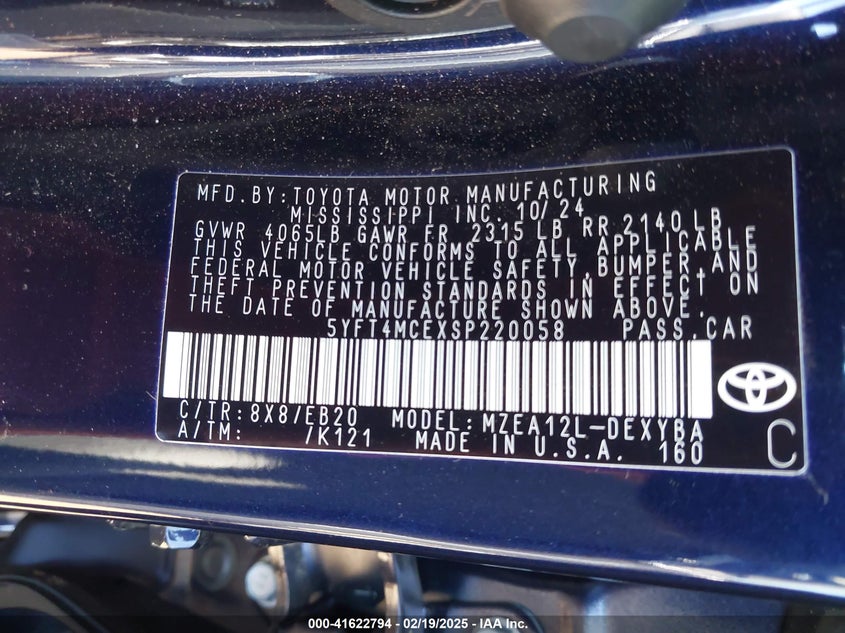 MFD.BY:TOYOTA MOTOR MANUFACTURING
MISSISSIPPI INC. 10/24
GVWR 4065LB GAWR FR 2315 LB RR 2140 LB
THIS VEHICLE CONFORMS TO ALL APPLICABLE
FEDERAL MOTOR VEHICLE SAFETY,BUMPER,AND
THEFT PREVENTION STANDARDS IN EFFECT ON
THE DATE OF MANUFACTURE SHOWN ABOVE.
5YFT4MCEXSP220058 PASS.CAR
C/TR:8X8/EB20 MODEL:MZEA12L-DEXYBA
A/TM: /K121 MADE IN U.S.A. 160
C
000-41622794 - 02/19/2025 - IAA Inc.